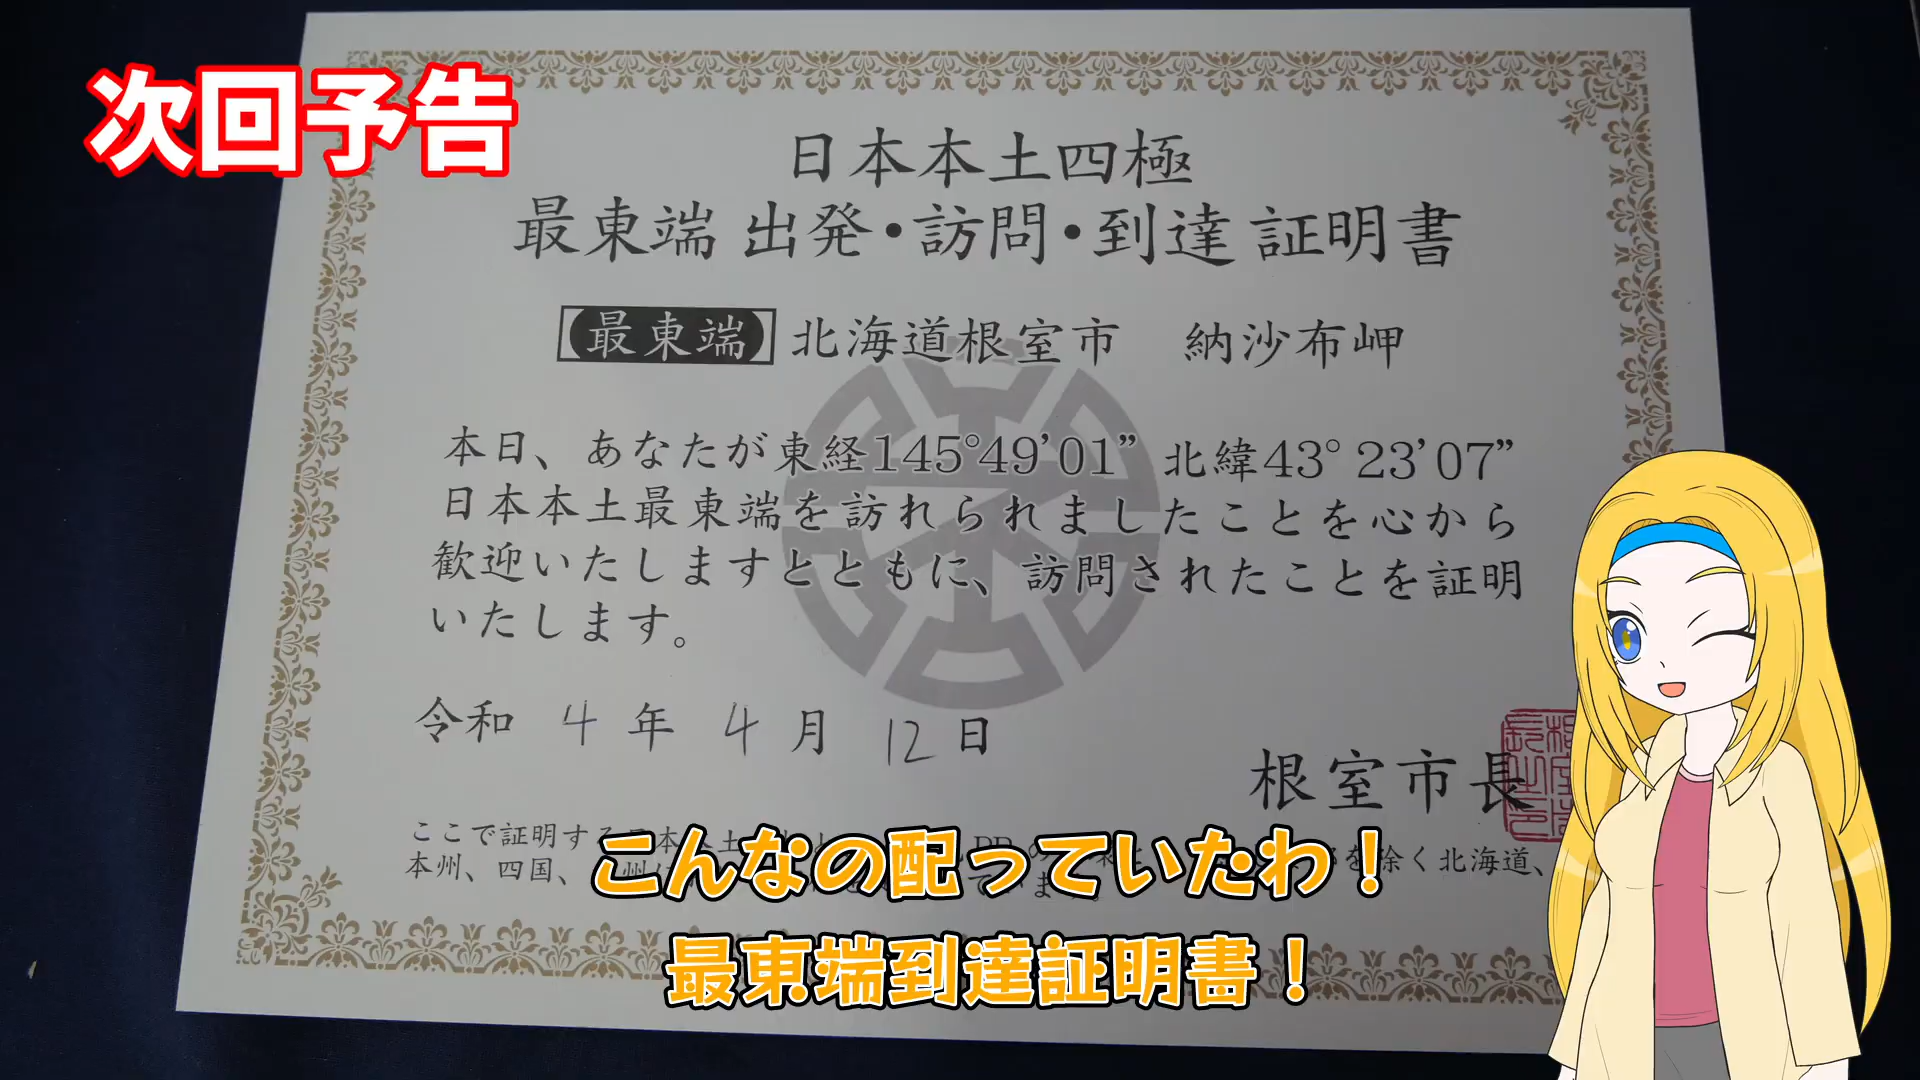 次回予告
日本本土四極
最東端 出発・訪問・到達 証明書
【最東端】 北海道根室市 納沙布岬
本日、あなたが東経145°49’01” 北緯43° 23’07”
日本本土最東端を訪れられましたことを心から
歓迎いたしますとともに、訪問されたことを証明
いたします。
令和 4 年 4 月 12 日
根室市長
ここで証明する日本本土 を除く北海道、
本州、四国、
こんなの配っていたわ！
最東端到達証明書！